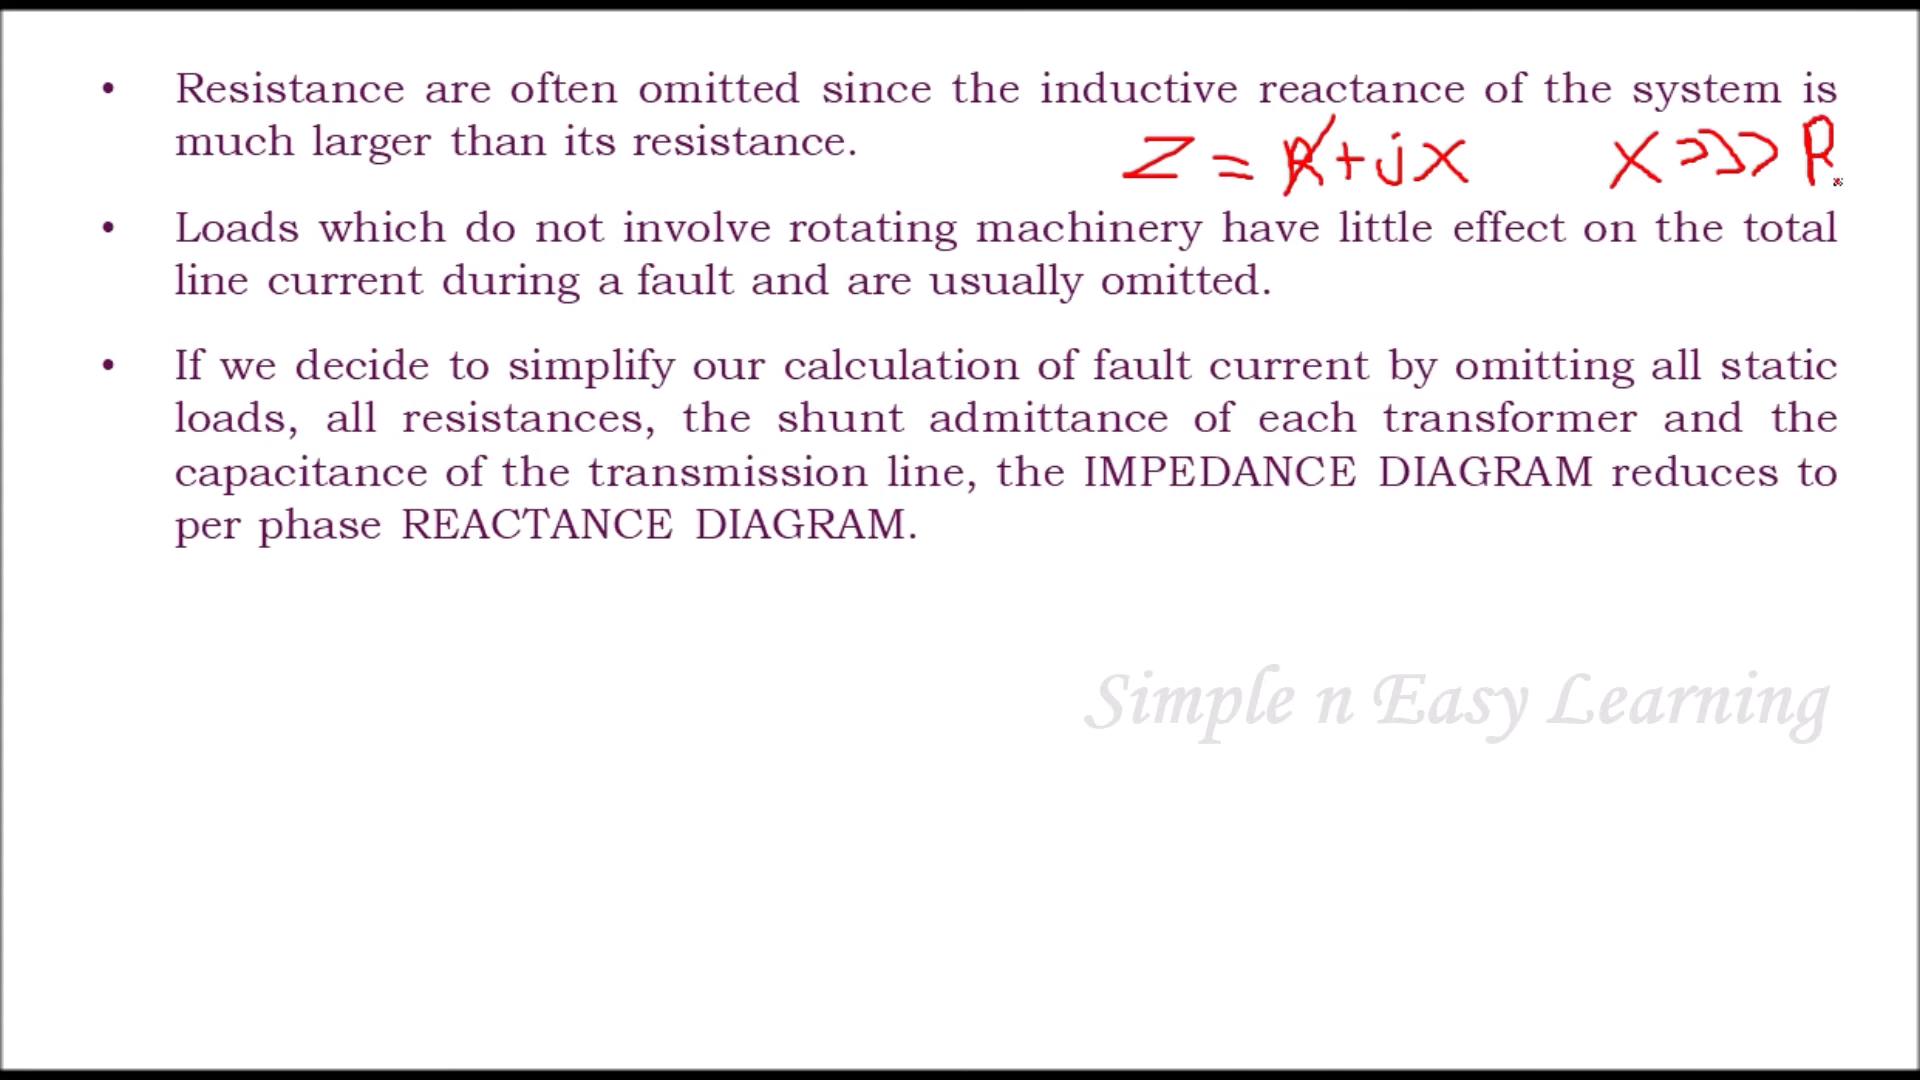 • Resistance are often omitted since the inductive reactance of the system is
much larger than its resistance.
Z = R + jX X >>> R
• Loads which do not involve rotating machinery have little effect on the total
line current during a fault and are usually omitted.
• If we decide to simplify our calculation of fault current by omitting all static
loads, all resistances, the shunt admittance of each transformer and the
capacitance of the transmission line, the IMPEDANCE DIAGRAM reduces to
per phase REACTANCE DIAGRAM.
Simple n Easy Learning